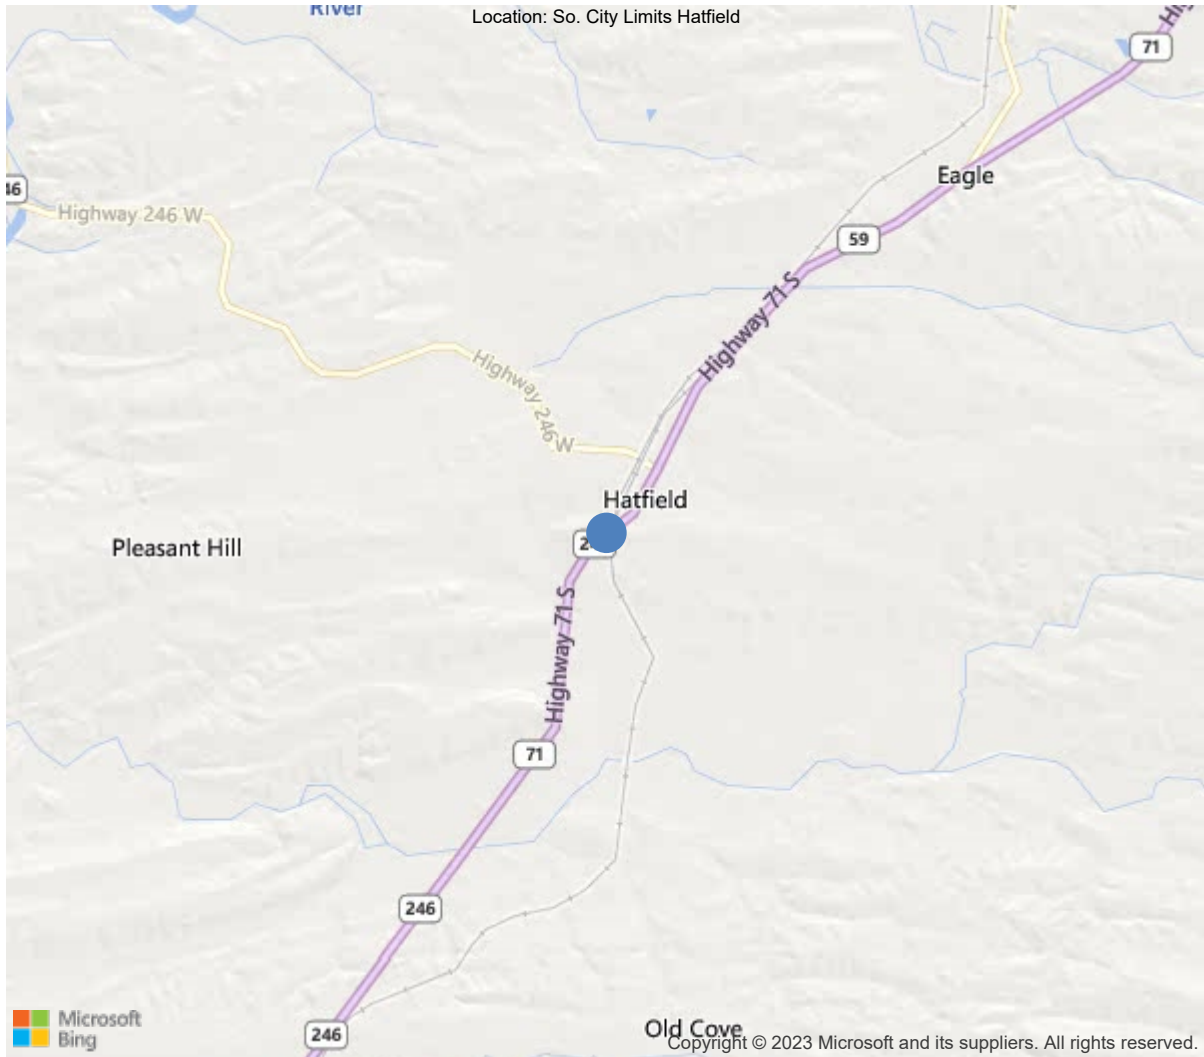 River
Location: So. City Limits Hatfield
71
Eagle
46
Highway 246 W
59
Highway 71 S
Highway 246 W
Hatfield
Pleasant Hill
Highway 71 S
71
246
246
Old Cove
Microsoft
Bing
Copyright © 2023 Microsoft and its suppliers. All rights reserved.